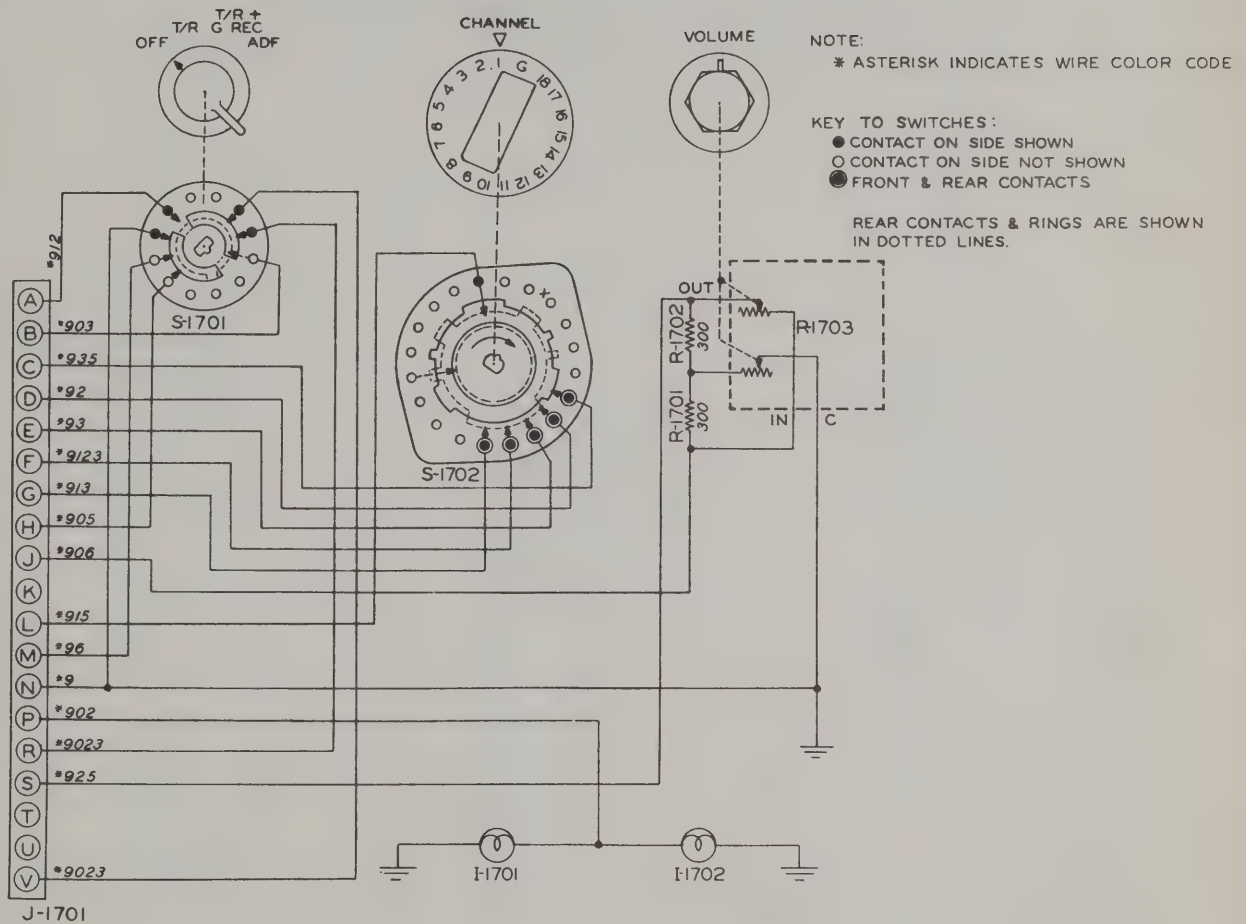 OFF
T/R
T/R +
G REC
ADF
CHANNEL
1 2 3 4 5 6 7 8 9 10 11 12 13 14 15 16 17 18 G
VOLUME
NOTE:
* ASTERISK INDICATES WIRE COLOR CODE
KEY TO SWITCHES:
CONTACT ON SIDE SHOWN
CONTACT ON SIDE NOT SHOWN
FRONT & REAR CONTACTS
REAR CONTACTS & RINGS ARE SHOWN
IN DOTTED LINES.
S-1701
S-1702
OUT
R-1702
300
R-1703
R-1701
300
IN
C
A *912
B *903
C *935
D *92
E *93
F *9123
G *913
H *905
J *906
K
L *915
M *96
N *9
P *902
R *9023
S *925
T
U
V *9023
I-1701
I-1702
J-1701